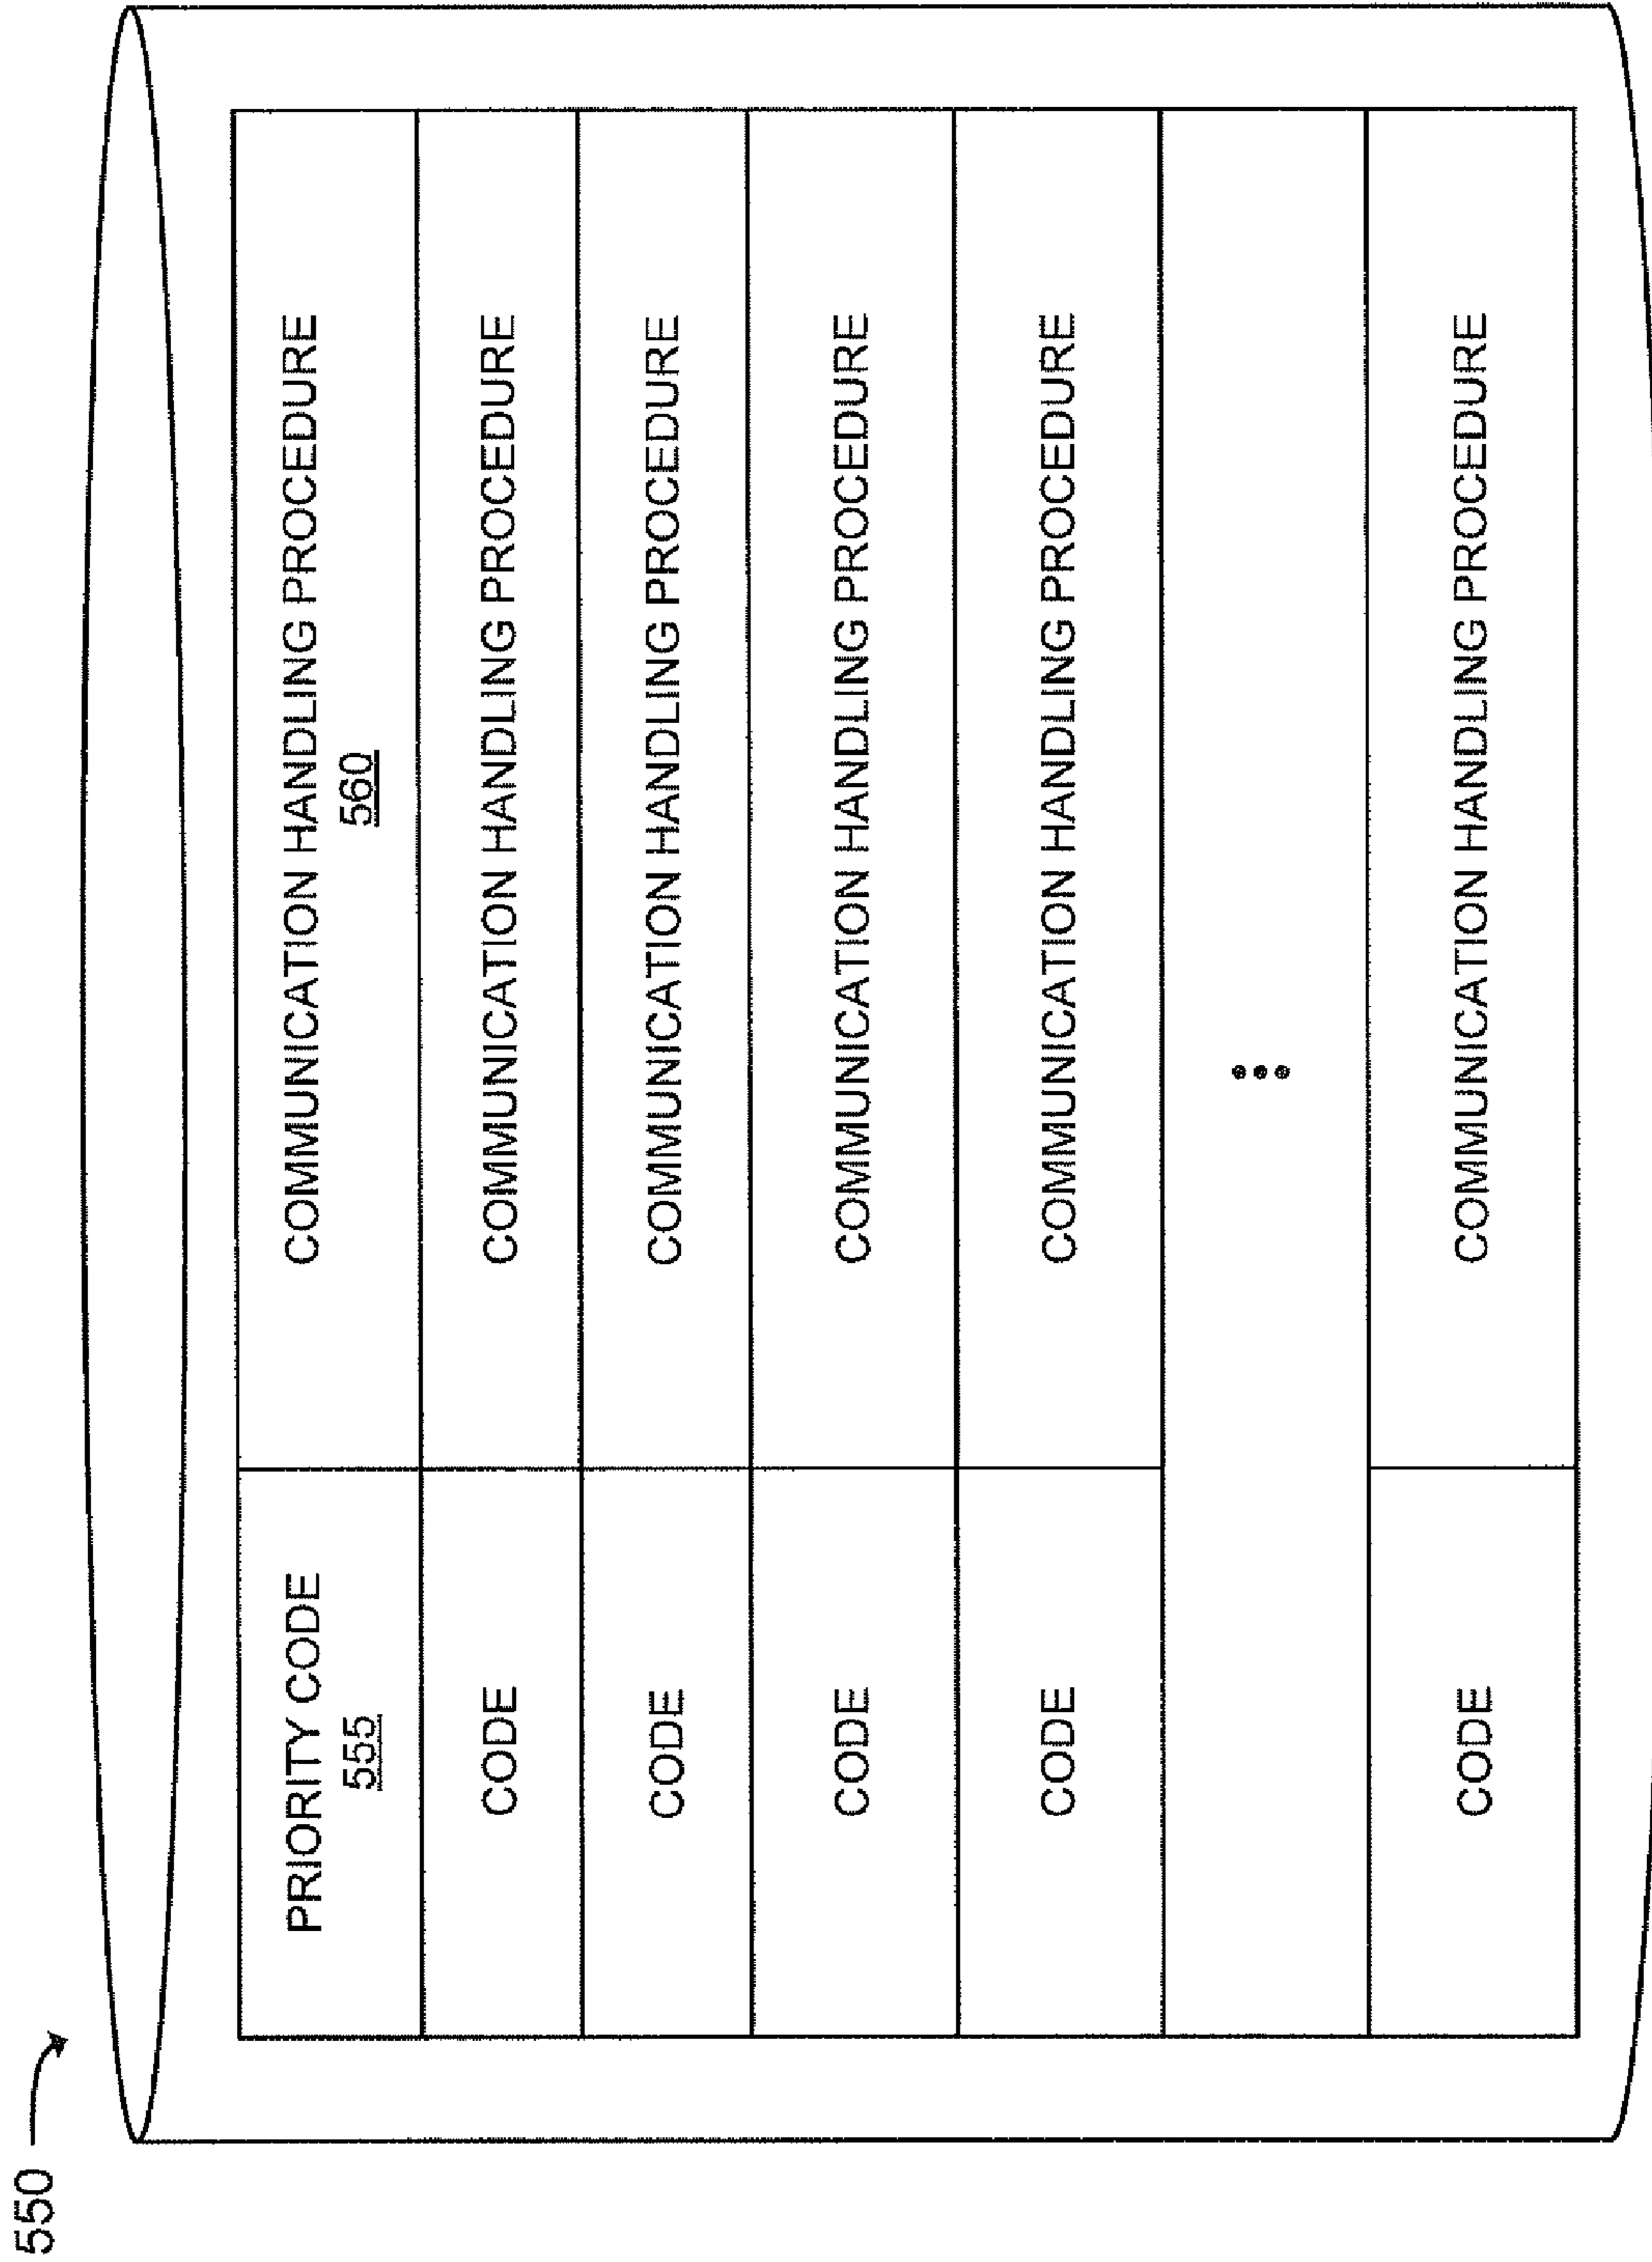 550
PRIORITY CODE
555
COMMUNICATION HANDLING PROCEDURE
560
CODE
COMMUNICATION HANDLING PROCEDURE
CODE
COMMUNICATION HANDLING PROCEDURE
CODE
COMMUNICATION HANDLING PROCEDURE
CODE
COMMUNICATION HANDLING PROCEDURE
•••
CODE
COMMUNICATION HANDLING PROCEDURE